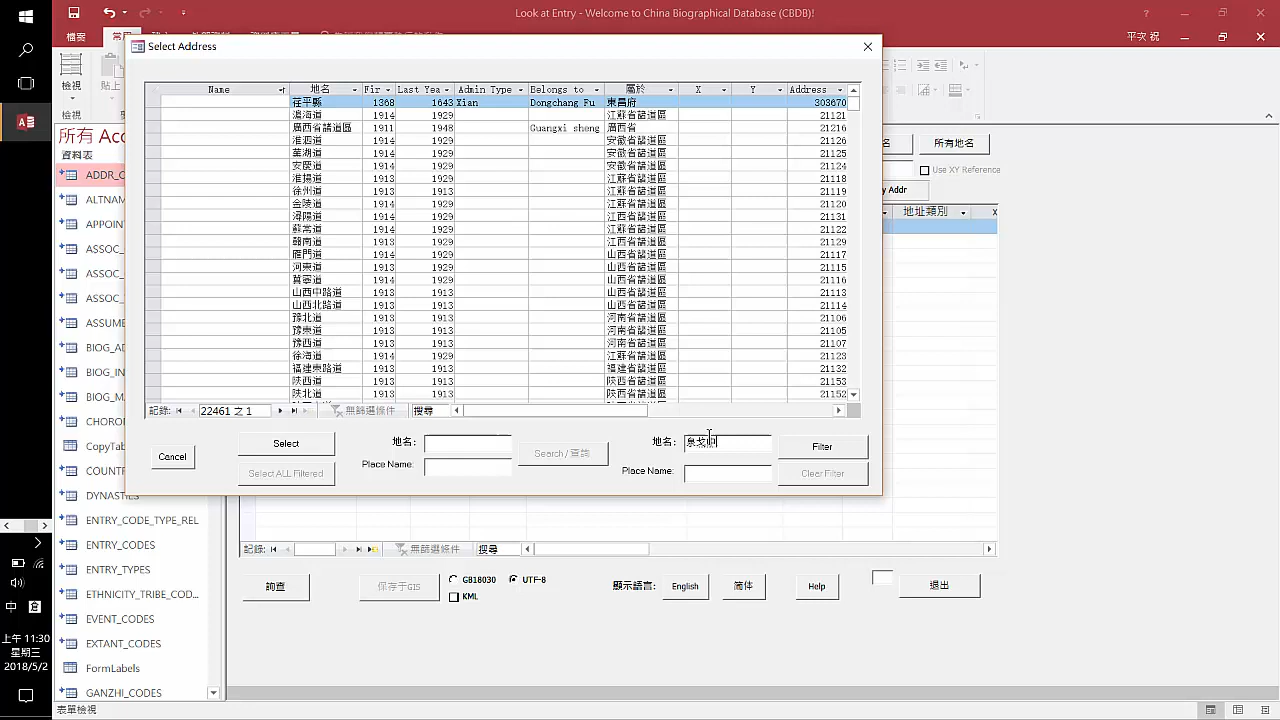 Look at Entry - Welcome to China Biographical Database (CBDB)!
檔案
平次 祝
檢視
檢視
Select Address
Name 地名 Fir Last Yea Admin Type Belongs to 屬於 X Y Address
茌平縣 1368 1643 Xian Dongchang Fu 東昌府 303670
瀛海道 1914 1929 江蘇省諸道區 21121
廣西省諸道區 1911 1948 Guangxi sheng 廣西省 21216
淮泗道 1914 1929 安徽省諸道區 21126
蕪湖道 1914 1929 安徽省諸道區 21125
安慶道 1914 1929 安徽省諸道區 21124
淮揚道 1913 1929 江蘇省諸道區 21118
徐州道 1913 1929 江蘇省諸道區 21119
金陵道 1914 1929 江蘇省諸道區 21120
潯陽道 1914 1929 江西省諸道區 21131
蘇常道 1914 1929 江蘇省諸道區 21122
贛南道 1913 1929 江西省諸道區 21129
雁門道 1914 1929 山西省諸道區 21117
河東道 1913 1929 山西省諸道區 21115
冀寧道 1914 1929 山西省諸道區 21116
山西中路道 1913 1913 山西省諸道區 21113
山西北路道 1913 1913 山西省諸道區 21114
豫北道 1913 1913 河南省諸道區 21106
豫東道 1913 1913 河南省諸道區 21105
豫西道 1913 1913 河南省諸道區 21107
徐海道 1914 1929 江蘇省諸道區 21123
福建東路道 1913 1913 福建省諸道區 21132
陝西道 1913 1913 陝西省諸道區 21153
陝北道 1913 1913 陝西省諸道區 21152
記錄: 22461 之 1 無篩選條件 搜尋
Cancel
Select
Select ALL Filtered
地名:
Place Name:
Search / 查詢
地名:
Place Name:
Filter
Clear Filter
所有地名
Use XY Reference
Addr
地址類別 X
所有 Acc
資料表
ADDR_C
ALTNAM
APPOIN
ASSOC_
ASSOC_
ASSOC_
ASSUME
BIOG_AD
BIOG_IN
BIOG_M
CHOROI
CopyTab
COUNT
DYNASTIES
ENTRY_CODE_TYPE_REL
ENTRY_CODES
ENTRY_TYPES
ETHNICITY_TRIBE_COD...
EVENT_CODES
EXTANT_CODES
FormLabels
GANZHI_CODES
記錄: 無篩選條件 搜尋
詢查
保存于GIS
GB18030 UTF-8
KML
顯示語言:
English
简体
Help
退出
中
上午 11:30
星期三
2018/5/2
表單檢視